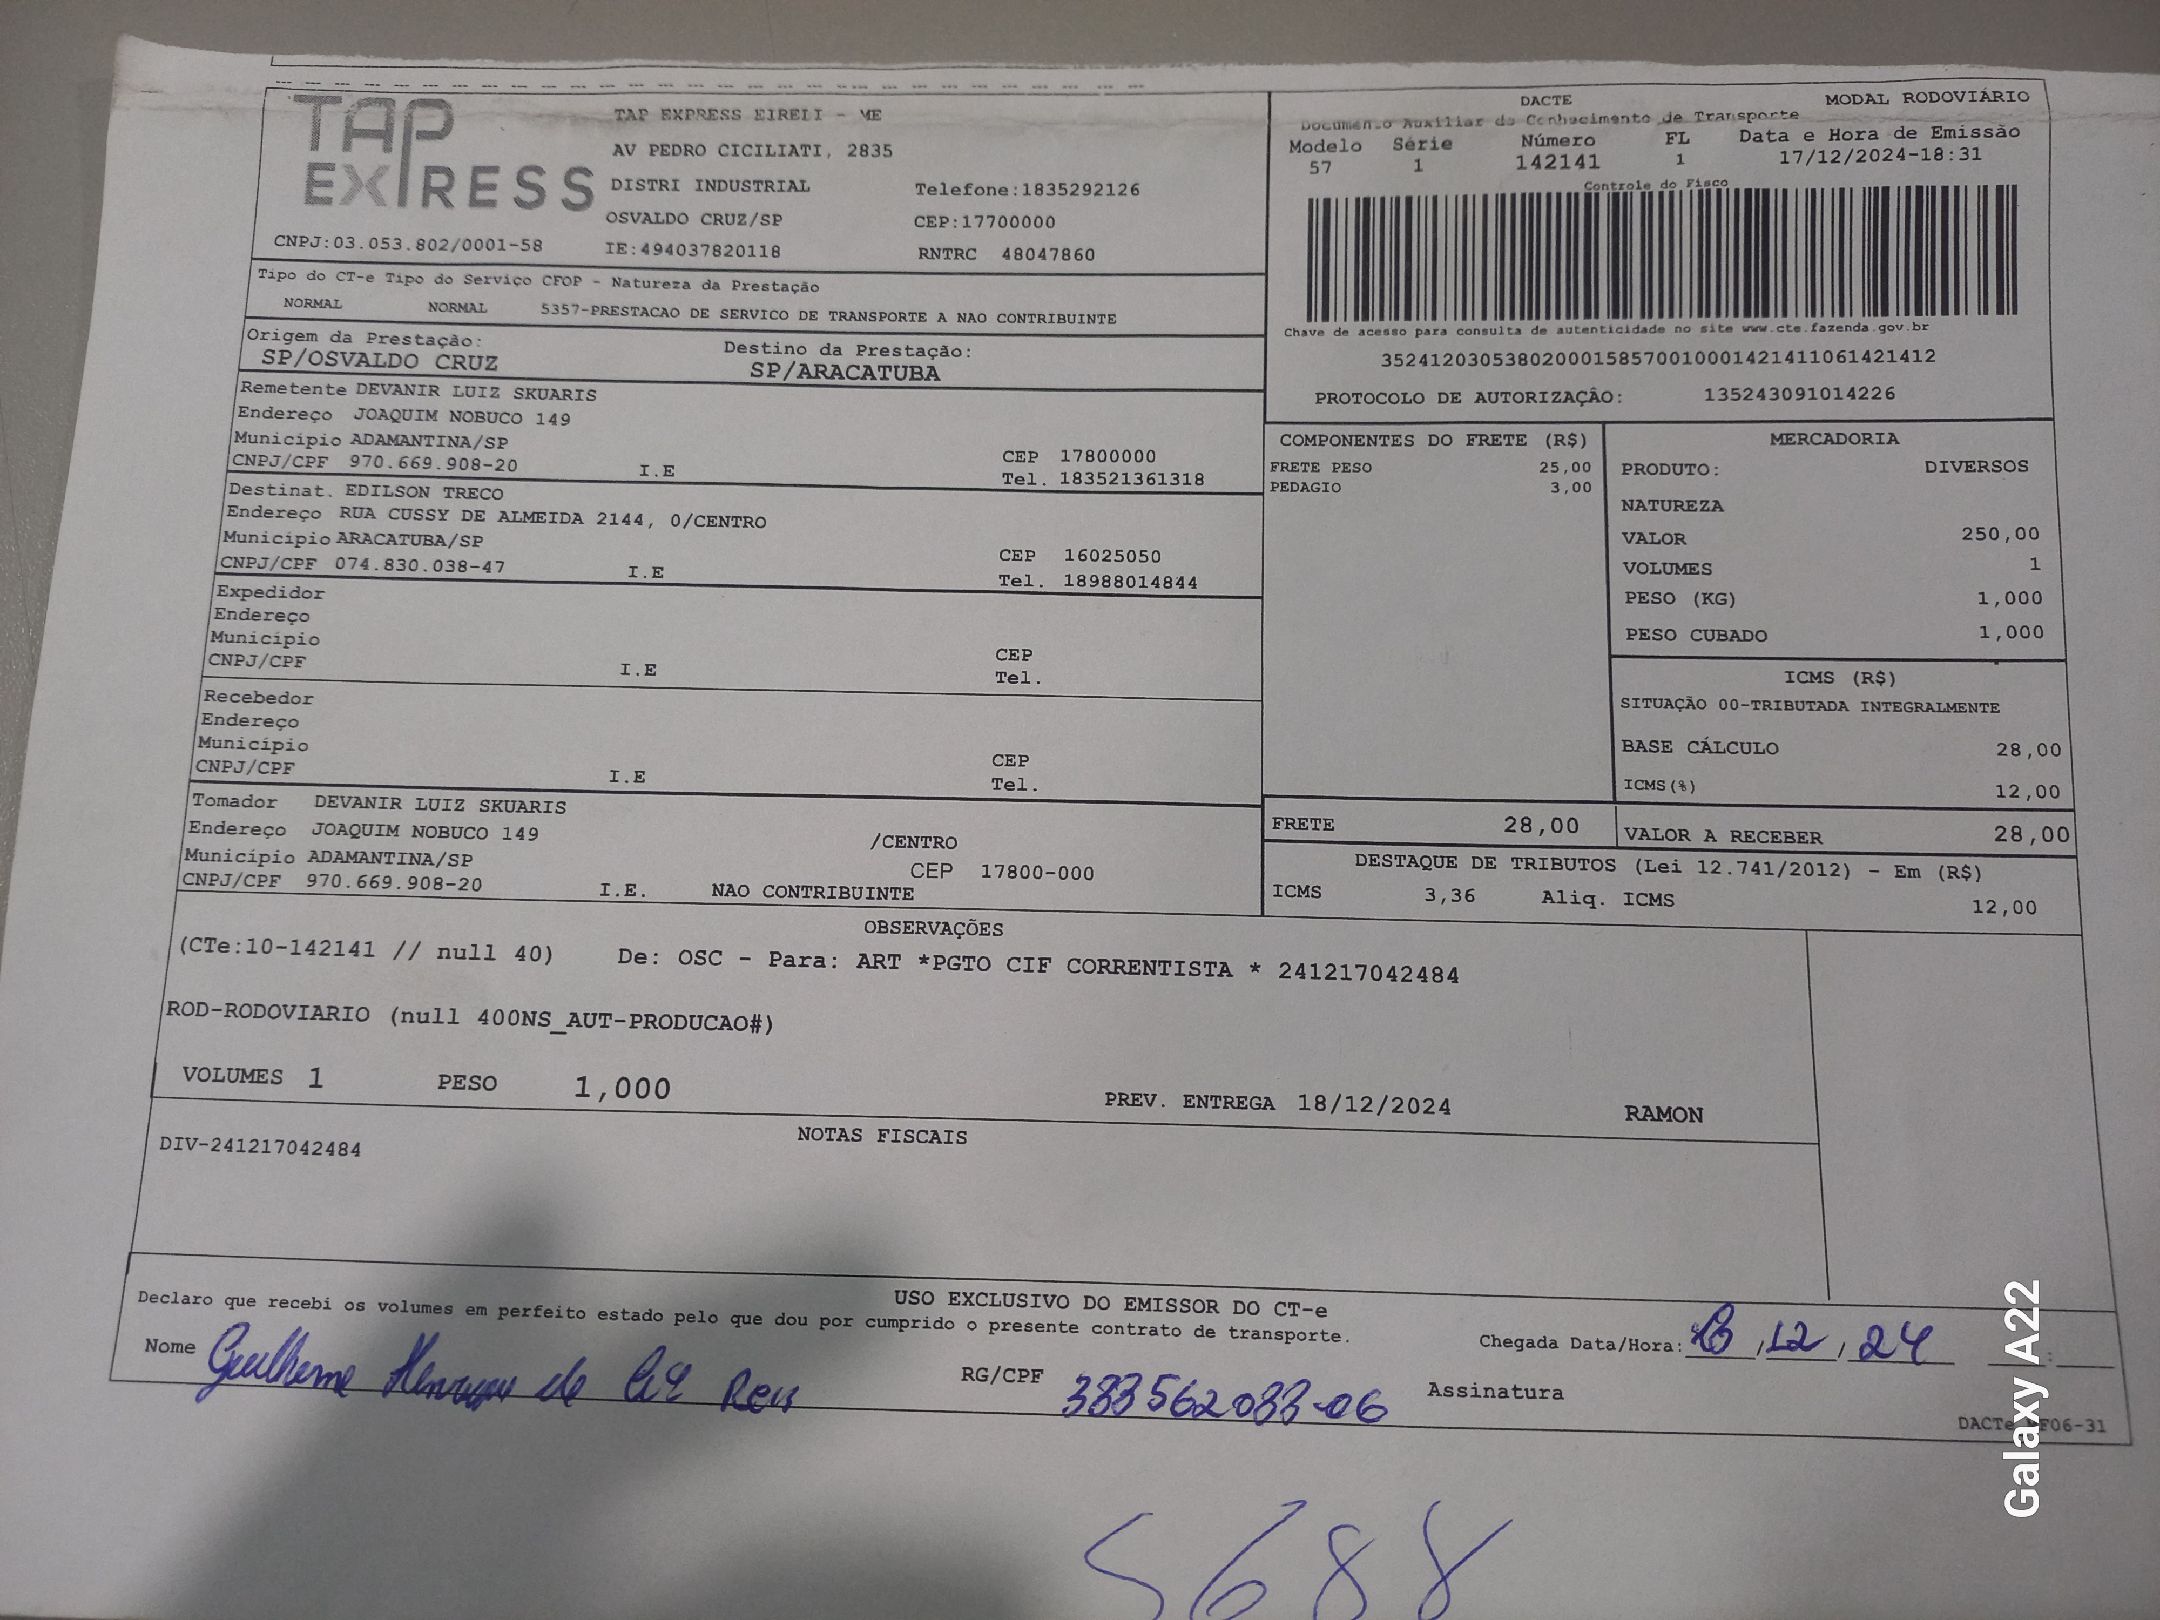 TAP EXPRESS
TAP EXPRESS EIRELI - ME
AV PEDRO CICILIATI, 2835
DISTRI INDUSTRIAL Telefone:1835292126
OSVALDO CRUZ/SP CEP:17700000
CNPJ:03.053.802/0001-58 IE:494037820118 RNTRC 48047860
DACTE MODAL RODOVIÁRIO
Documento Auxiliar do Conhecimento de Transporte
Modelo Série Número FL Data e Hora de Emissão
57 1 142141 1 17/12/2024-18:31
Controle do Fisco
Chave de acesso para consulta de autenticidade no site www.cte.fazenda.gov.br
35241203053802000158570010001421411061421412
PROTOCOLO DE AUTORIZAÇÃO: 135243091014226
Tipo do CT-e Tipo do Serviço CFOP - Natureza da Prestação
NORMAL NORMAL 5357-PRESTACAO DE SERVICO DE TRANSPORTE A NAO CONTRIBUINTE
Origem da Prestação: Destino da Prestação:
SP/OSVALDO CRUZ SP/ARACATUBA
Remetente DEVANIR LUIZ SKUARIS
Endereço JOAQUIM NOBUCO 149
Município ADAMANTINA/SP CEP 17800000
CNPJ/CPF 970.669.908-20 I.E Tel. 183521361318
Destinat. EDILSON TRECO
Endereço RUA CUSSY DE ALMEIDA 2144, 0/CENTRO
Município ARACATUBA/SP CEP 16025050
CNPJ/CPF 074.830.038-47 I.E Tel. 18988014844
Expedidor
Endereço
Município CEP
CNPJ/CPF I.E Tel.
Recebedor
Endereço
Município CEP
CNPJ/CPF I.E Tel.
Tomador DEVANIR LUIZ SKUARIS
Endereço JOAQUIM NOBUCO 149 /CENTRO
Município ADAMANTINA/SP CEP 17800-000
CNPJ/CPF 970.669.908-20 I.E. NAO CONTRIBUINTE
COMPONENTES DO FRETE (R$)
FRETE PESO 25,00
PEDAGIO 3,00
MERCADORIA
PRODUTO: DIVERSOS
NATUREZA
VALOR 250,00
VOLUMES 1
PESO (KG) 1,000
PESO CUBADO 1,000
ICMS (R$)
SITUAÇÃO 00-TRIBUTADA INTEGRALMENTE
BASE CÁLCULO 28,00
ICMS(%) 12,00
FRETE 28,00 VALOR A RECEBER 28,00
DESTAQUE DE TRIBUTOS (Lei 12.741/2012) - Em (R$)
ICMS 3,36 Aliq. ICMS 12,00
OBSERVAÇÕES
(CTe:10-142141 // null 40) De: OSC - Para: ART *PGTO CIF CORRENTISTA * 241217042484
ROD-RODOVIARIO (null 400NS_AUT-PRODUCAO#)
VOLUMES 1 PESO 1,000 PREV. ENTREGA 18/12/2024 RAMON
NOTAS FISCAIS
DIV-241217042484
USO EXCLUSIVO DO EMISSOR DO CT-e
Declaro que recebi os volumes em perfeito estado pelo que dou por cumprido o presente contrato de transporte.
Nome Guilherme de Reis RG/CPF 383562083-06 Assinatura
Chegada Data/Hora: 12 24 :
5688
Galaxy A22